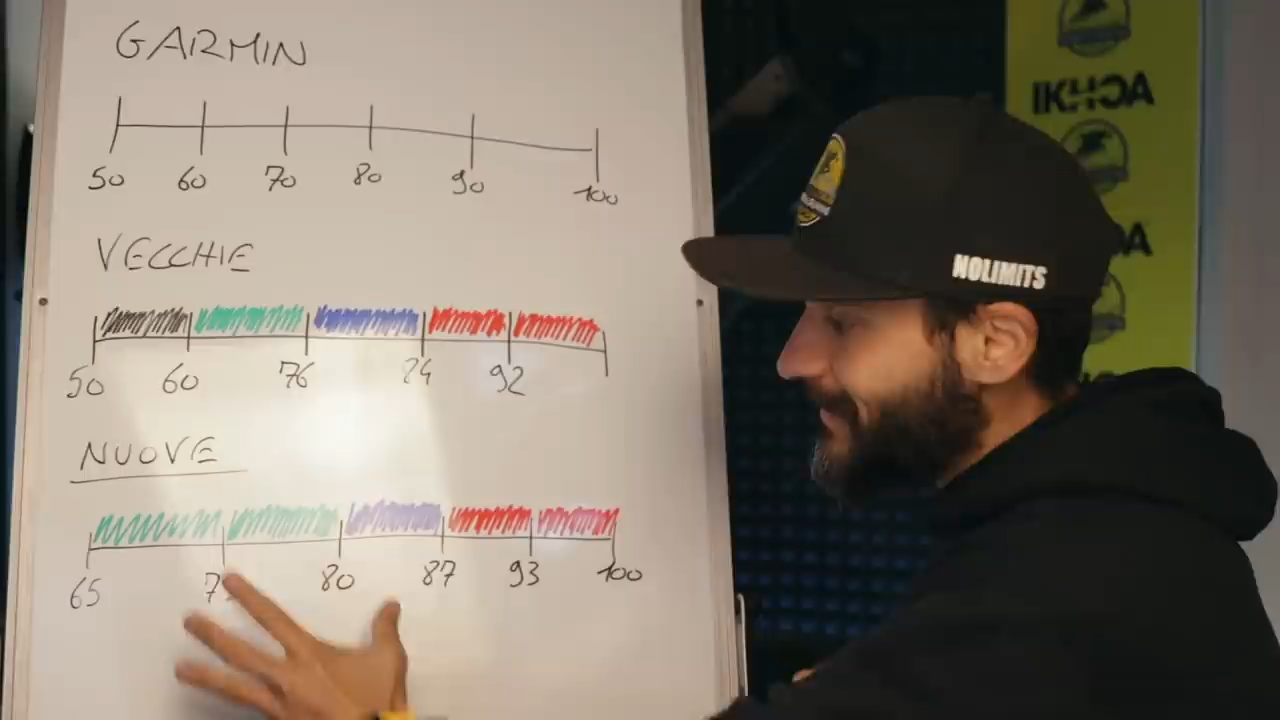 GARMIN
50 60 70 80 90 100
VECCHIE
50 60 76 84 92
NUOVE
65 80 87 93 100
NOLIMITS
IKHOA